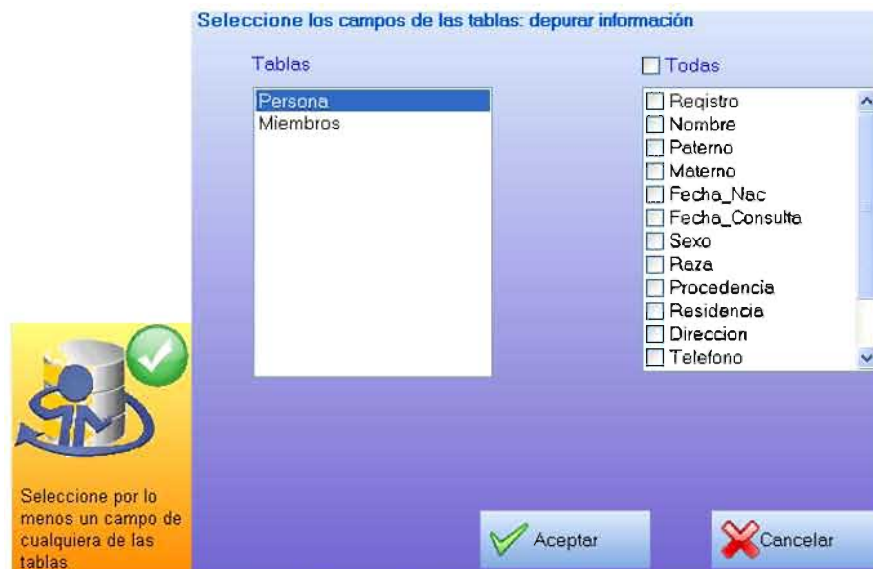 Seleccione los campos de las tablas: depurar información
Tablas
Todas
Persona
Miembros
Registro
Nombre
Paterno
Materno
Fecha_Nac
Fecha_Consulta
Sexo
Raza
Procedencia
Residencia
Direccion
Telefono
Seleccione por lo
menos un campo de
cualquiera de las
tablas
Aceptar
Cancelar